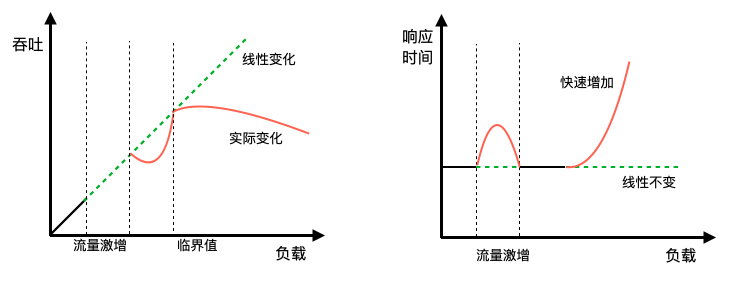 吞吐
线性变化
实际变化
流量激增
临界值
负载
响应
时间
快速增加
线性不变
流量激增
负载